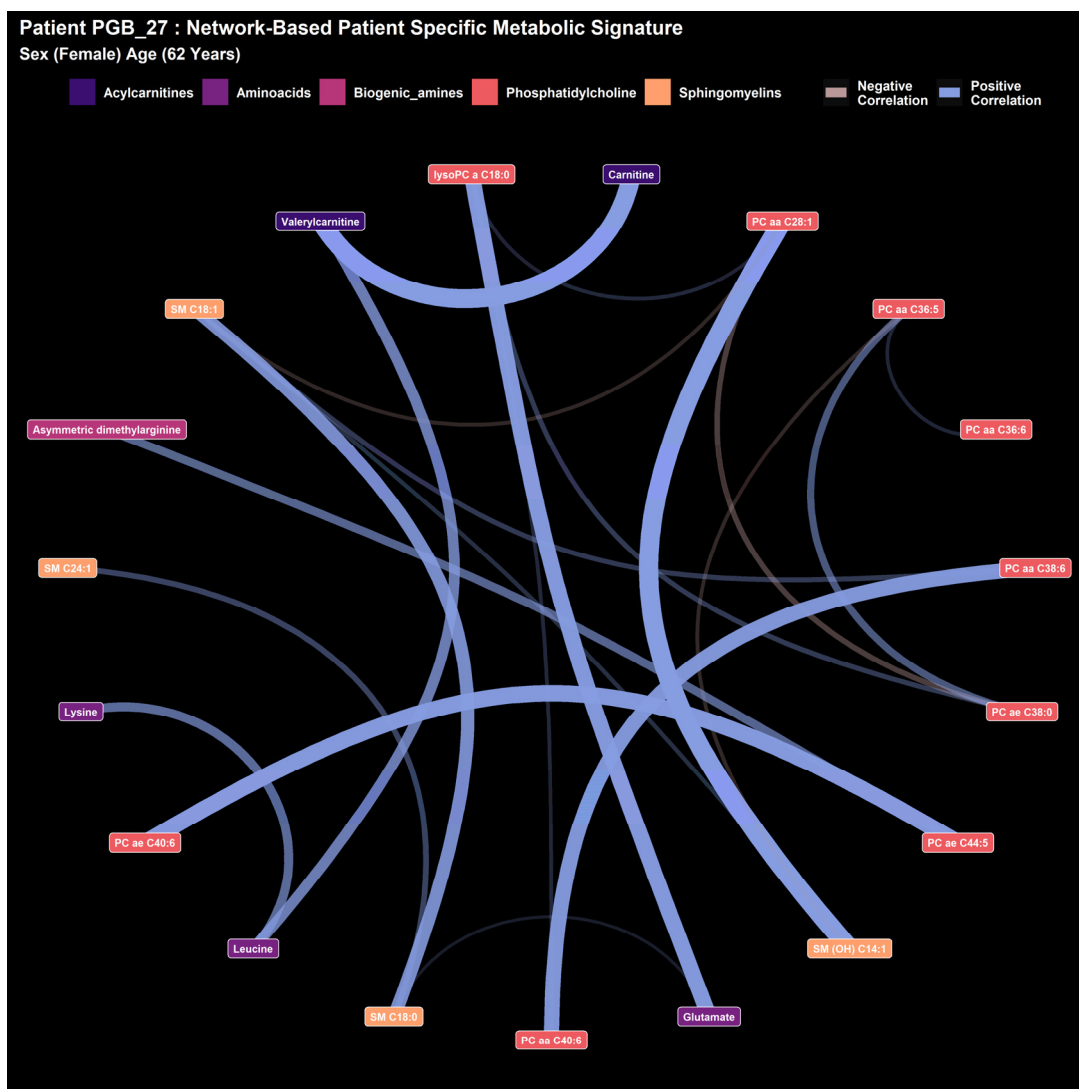 Patient PGB_27 : Network-Based Patient Specific Metabolic Signature
Sex (Female) Age (62 Years)
Acylcarnitines
Aminoacids
Biogenic_amines
Phosphatidylcholine
Sphingomyelins
Negative
Correlation
Positive
Correlation
lysoPC a C18:0
Carnitine
Valerylcarnitine
PC aa C28:1
SM C18:1
PC aa C36:5
Asymmetric dimethylarginine
PC aa C36:6
SM C24:1
PC aa C38:6
Lysine
PC ae C38:0
PC ae C40:6
PC ae C44:5
Leucine
SM (OH) C14:1
SM C18:0
Glutamate
PC aa C40:6